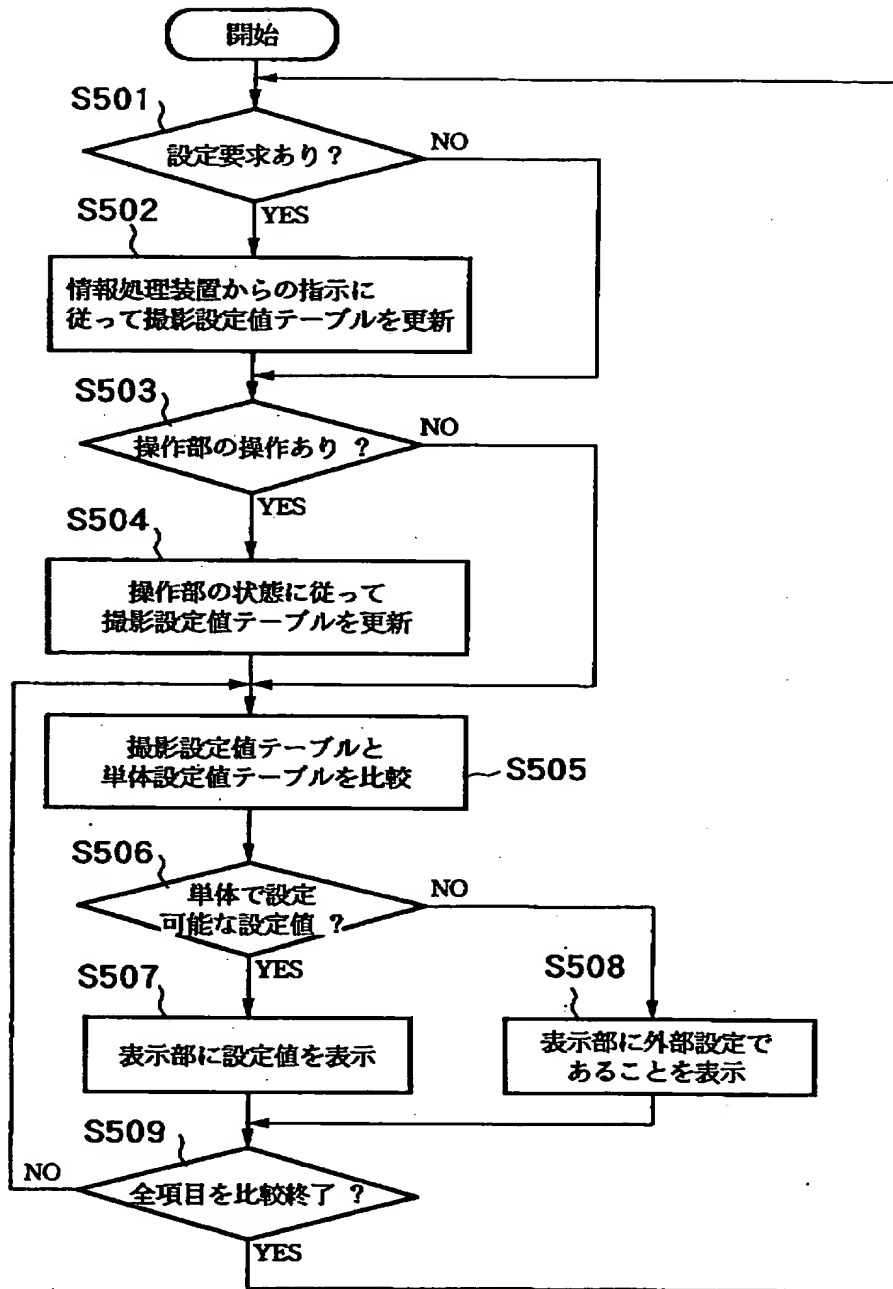 開始
S501
設定要求あり？
NO
YES
S502
情報処理装置からの指示に
従って撮影設定値テーブルを更新
S503
操作部の操作あり ？
NO
YES
S504
操作部の状態に従って
撮影設定値テーブルを更新
撮影設定値テーブルと
単体設定値テーブルを比較
S505
S506
単体で設定
可能な設定値 ？
NO
YES
S507
表示部に設定値を表示
S508
表示部に外部設定で
あることを表示
S509
NO
全項目を比較終了 ？
YES